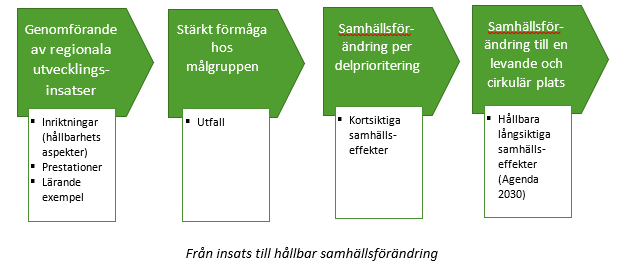 Genomförande
av regionala
utvecklings-
insatser
▪ Inriktningar
(hållbarhets
aspekter)
▪ Prestationer
▪ Lärande
exempel
Stärkt förmåga
hos
målgruppen
▪ Utfall
Samhällsför-
ändring per
delprioritering
▪ Kortsiktiga
samhälls-
effekter
Samhällsför-
ändring till en
levande och
cirkulär plats
▪ Hållbara
långsiktiga
samhälls-
effekter
(Agenda
2030)
Från insats till hållbar samhällsförändring